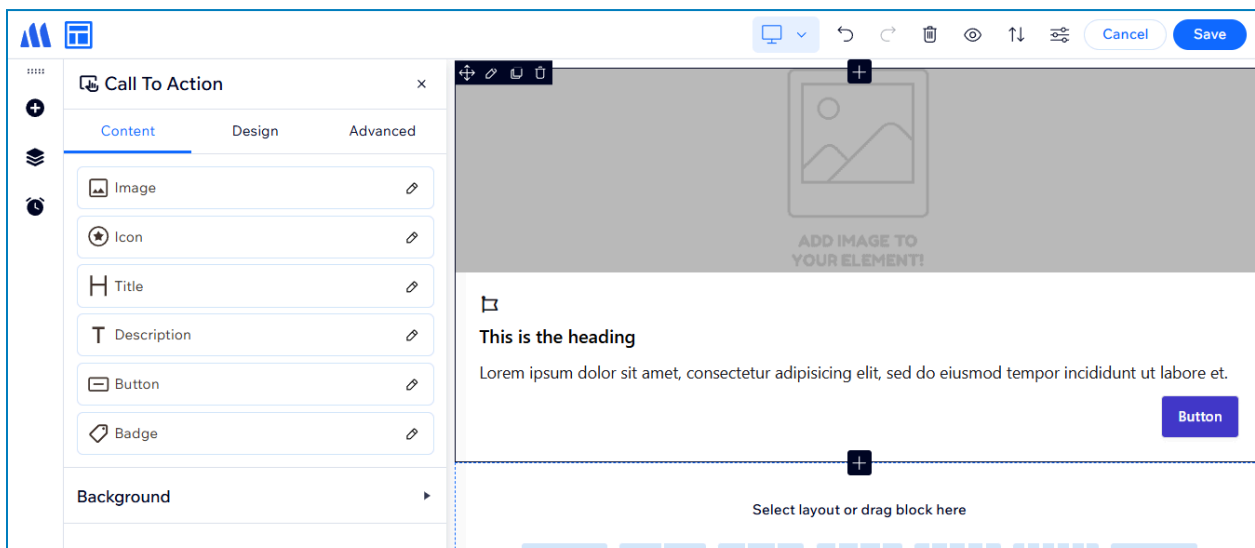 Cancel
Save
Call To Action
Content
Design
Advanced
Image
Icon
Title
Description
Button
Badge
Background
ADD IMAGE TO
YOUR ELEMENT!
This is the heading
Lorem ipsum dolor sit amet, consectetur adipisicing elit, sed do eiusmod tempor incididunt ut labore et.
Button
Select layout or drag block here